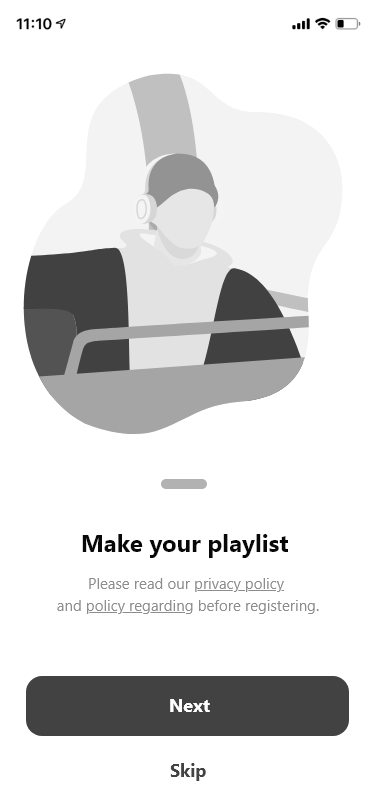 11:10
Make your playlist
Please read our privacy policy
and policy regarding before registering.
Next
Skip